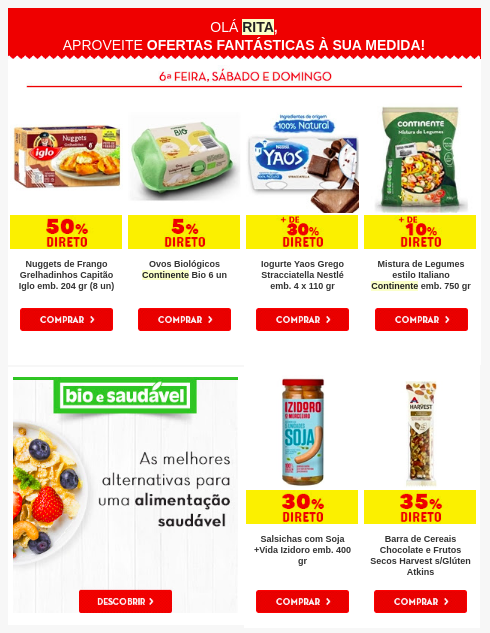 OLÁ RITA,
APROVEITE OFERTAS FANTÁSTICAS À SUA MEDIDA!
6ª FEIRA, SÁBADO E DOMINGO
Nuggets
iglo
BIO
Ingredientes de origem
100% Natural
Nestlé
YAOS
CONTINENTE
Mistura de Legumes
50%
DIRETO
5%
DIRETO
+ DE
30%
DIRETO
+ DE
10%
DIRETO
Nuggets de Frango
Grelhadinhos Capitão
Iglo emb. 204 gr (8 un)
Ovos Biológicos
Continente Bio 6 un
Iogurte Yaos Grego
Stracciatella Nestlé
emb. 4 x 110 gr
Mistura de Legumes
estilo Italiano
Continente emb. 750 gr
COMPRAR
COMPRAR
COMPRAR
COMPRAR
bio e saudável
As melhores
alternativas para
uma alimentação
saudável
DESCOBRIR
IZIDORO
SOJA
HARVEST
30%
DIRETO
35%
DIRETO
Salsichas com Soja
+Vida Izidoro emb. 400
gr
Barra de Cereais
Chocolate e Frutos
Secos Harvest s/Glúten
Atkins
COMPRAR
COMPRAR